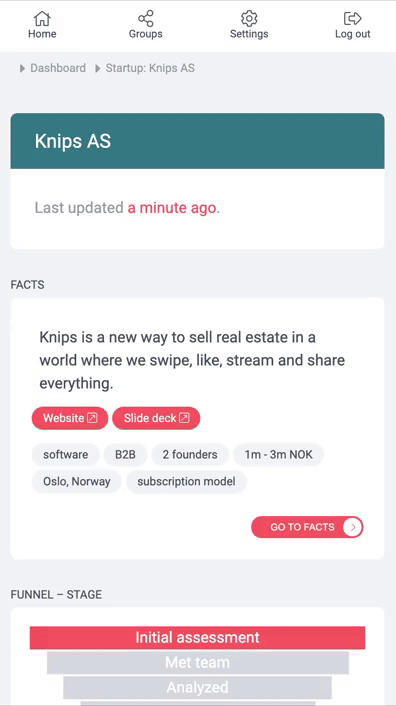 Home Groups Settings Log out
Dashboard Startup: Knips AS
Knips AS
Last updated a minute ago.
FACTS
Knips is a new way to sell real estate in a
world where we swipe, like, stream and share
everything.
Website Slide deck
software B2B 2 founders 1m - 3m NOK
Oslo, Norway subscription model
GO TO FACTS
FUNNEL – STAGE
Initial assessment
Met team
Analyzed